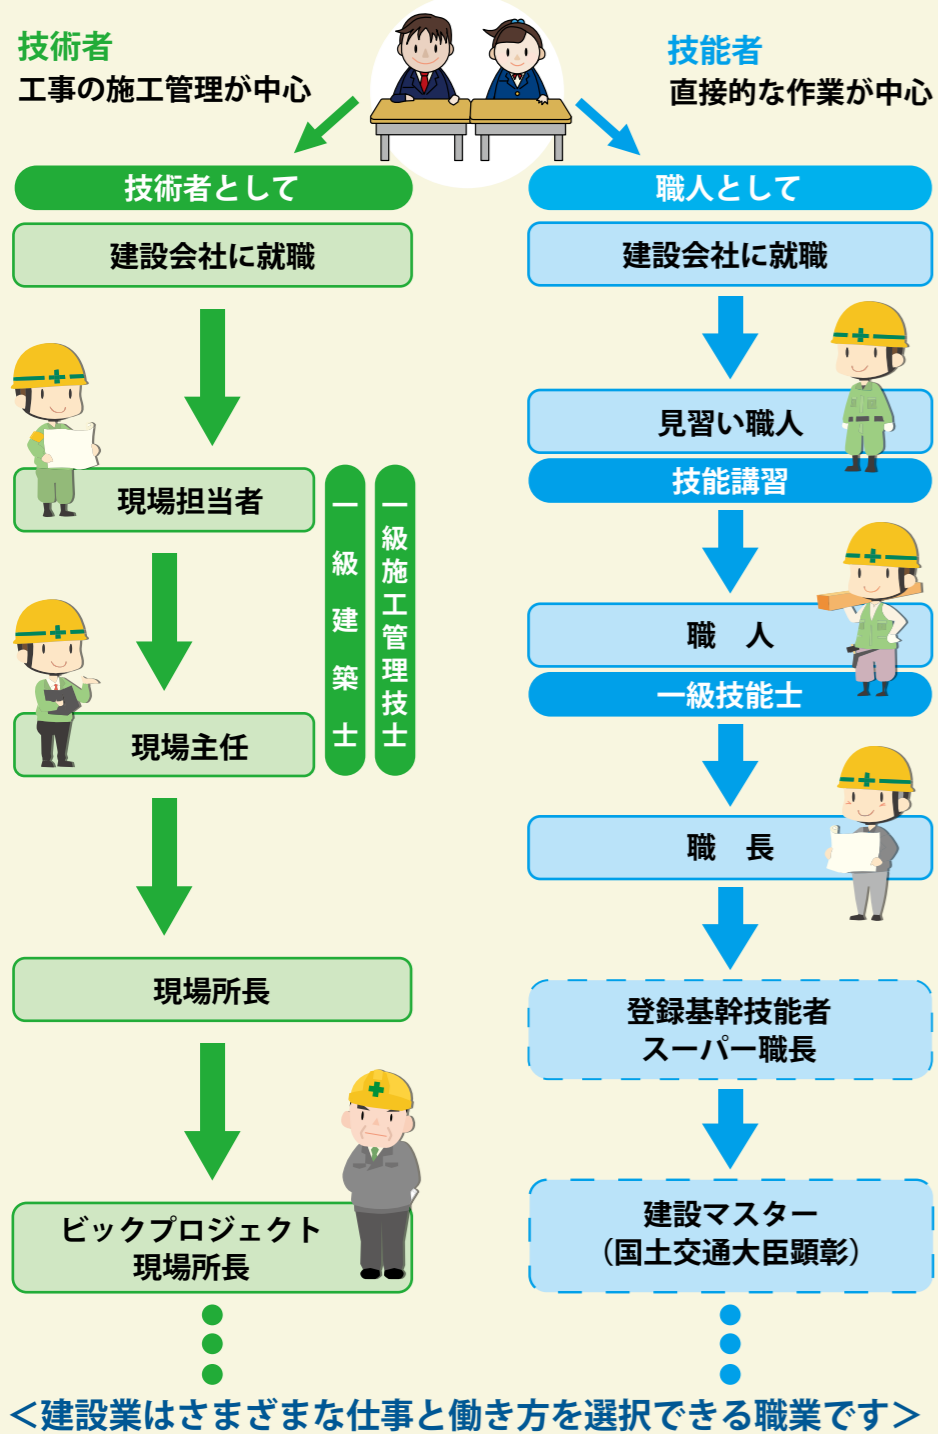 技術者
工事の施工管理が中心
技能者
直接的な作業が中心
技術者として
建設会社に就職
現場担当者
一級建築士
一級施工管理技士
現場主任
現場所長
ビックプロジェクト
現場所長
職人として
建設会社に就職
見習い職人
技能講習
職　人
一級技能士
職　長
登録基幹技能者
スーパー職長
建設マスター
（国土交通大臣顕彰）
＜建設業はさまざまな仕事と働き方を選択できる職業です＞